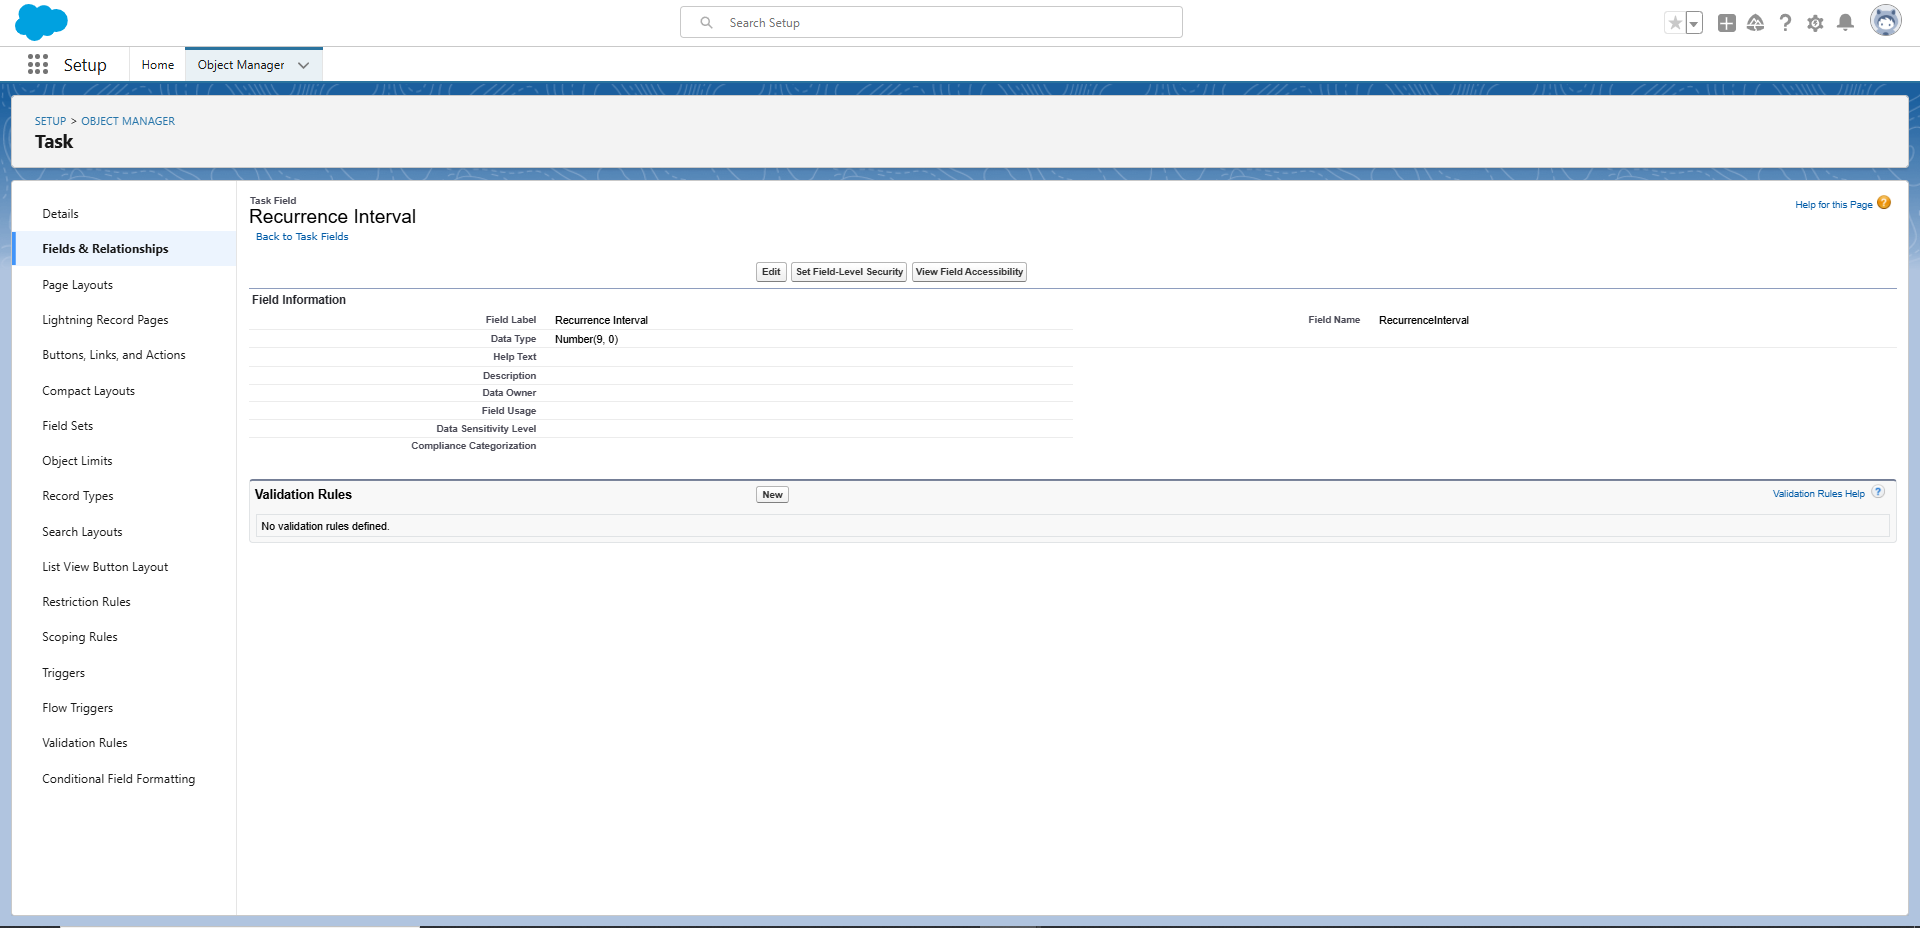 Search Setup
Setup
Home
Object Manager
SETUP > OBJECT MANAGER
Task
Details
Fields & Relationships
Page Layouts
Lightning Record Pages
Buttons, Links, and Actions
Compact Layouts
Field Sets
Object Limits
Record Types
Search Layouts
List View Button Layout
Restriction Rules
Scoping Rules
Triggers
Flow Triggers
Validation Rules
Conditional Field Formatting
Task Field
Recurrence Interval
Back to Task Fields
Help for this Page ?
Edit Set Field-Level Security View Field Accessibility
Field Information
Field Label Recurrence Interval Field Name RecurrenceInterval
Data Type Number(9, 0)
Help Text
Description
Data Owner
Field Usage
Data Sensitivity Level
Compliance Categorization
Validation Rules New Validation Rules Help ?
No validation rules defined.